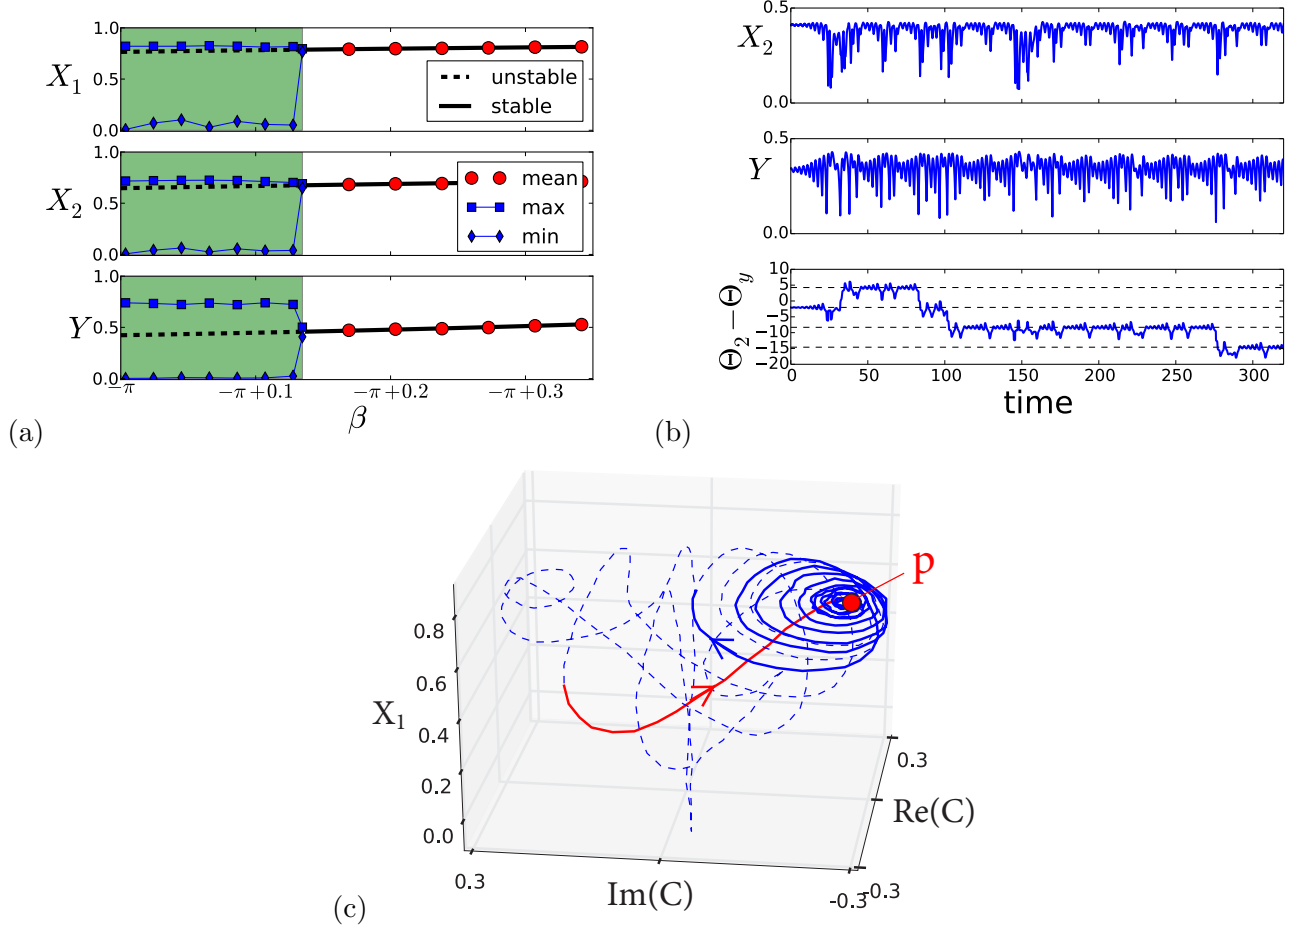 1.0
X1
0.5
0.0
unstable
stable
1.0
X2
0.5
0.0
mean
max
min
1.0
Y
0.5
0.0
−π
−π+0.1
−π+0.2
−π+0.3
β
(a)
0.5
X2
0.0
0.5
Y
0.0
Θ2−Θy
10
5
0
−5
−10
−15
−20
0
50
100
150
200
250
300
time
(b)
p
X1
0.8
0.6
0.4
0.2
0.0
0.3
Im(C)
-0.3
-0.3
Re(C)
0.3
(c)